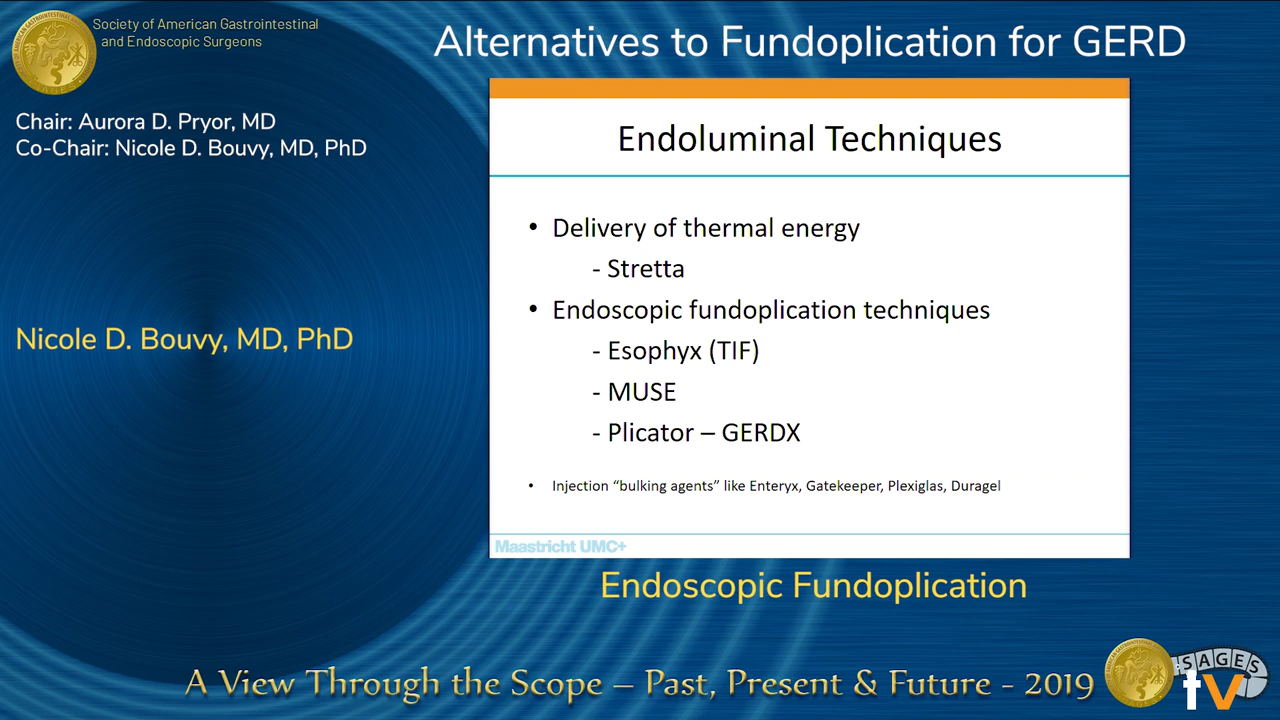 Society of American Gastrointestinal
and Endoscopic Surgeons
Alternatives to Fundoplication for GERD
Chair: Aurora D. Pryor, MD
Co-Chair: Nicole D. Bouvy, MD, PhD
Nicole D. Bouvy, MD, PhD
Endoluminal Techniques
• Delivery of thermal energy
- Stretta
• Endoscopic fundoplication techniques
- Esophyx (TIF)
- MUSE
- Plicator – GERDX
• Injection “bulking agents” like Enteryx, Gatekeeper, Plexiglas, Duragel
Maastricht UMC+
Endoscopic Fundoplication
A View Through the Scope – Past, Present & Future - 2019
SAGES
tv